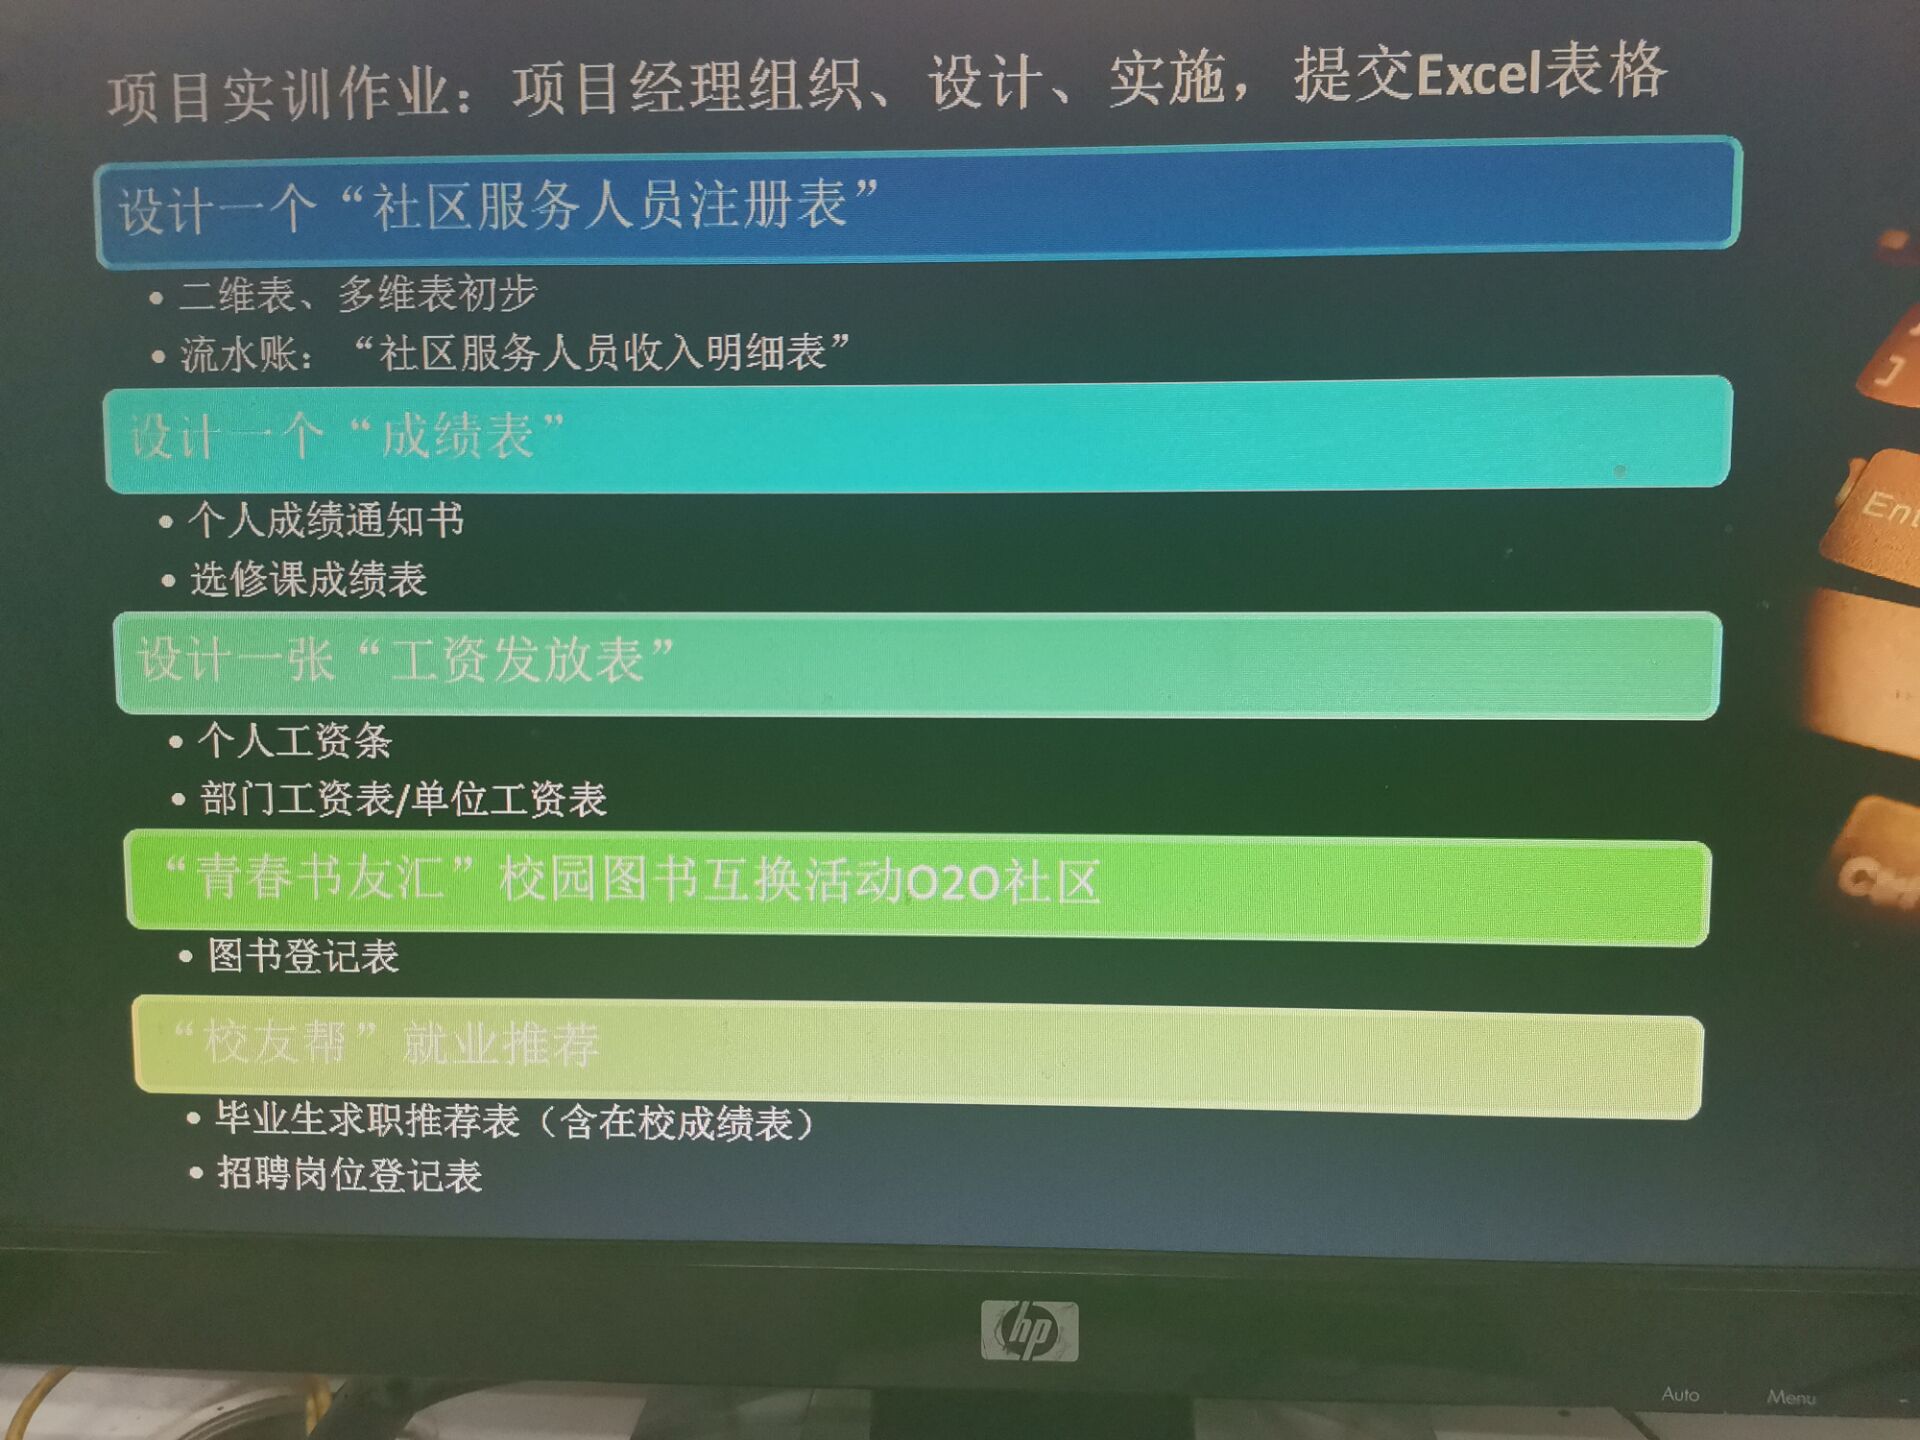 项目实训作业：项目经理组织、设计、实施，提交Excel表格
设计一个“社区服务人员注册表”
• 二维表、多维表初步
• 流水账：“社区服务人员收入明细表”
设计一个“成绩表”
• 个人成绩通知书
• 选修课成绩表
设计一张“工资发放表”
• 个人工资条
• 部门工资表/单位工资表
“青春书友汇”校园图书互换活动O2O社区
• 图书登记表
“校友帮”就业推荐
• 毕业生求职推荐表（含在校成绩表）
• 招聘岗位登记表
hp
Auto
Menu